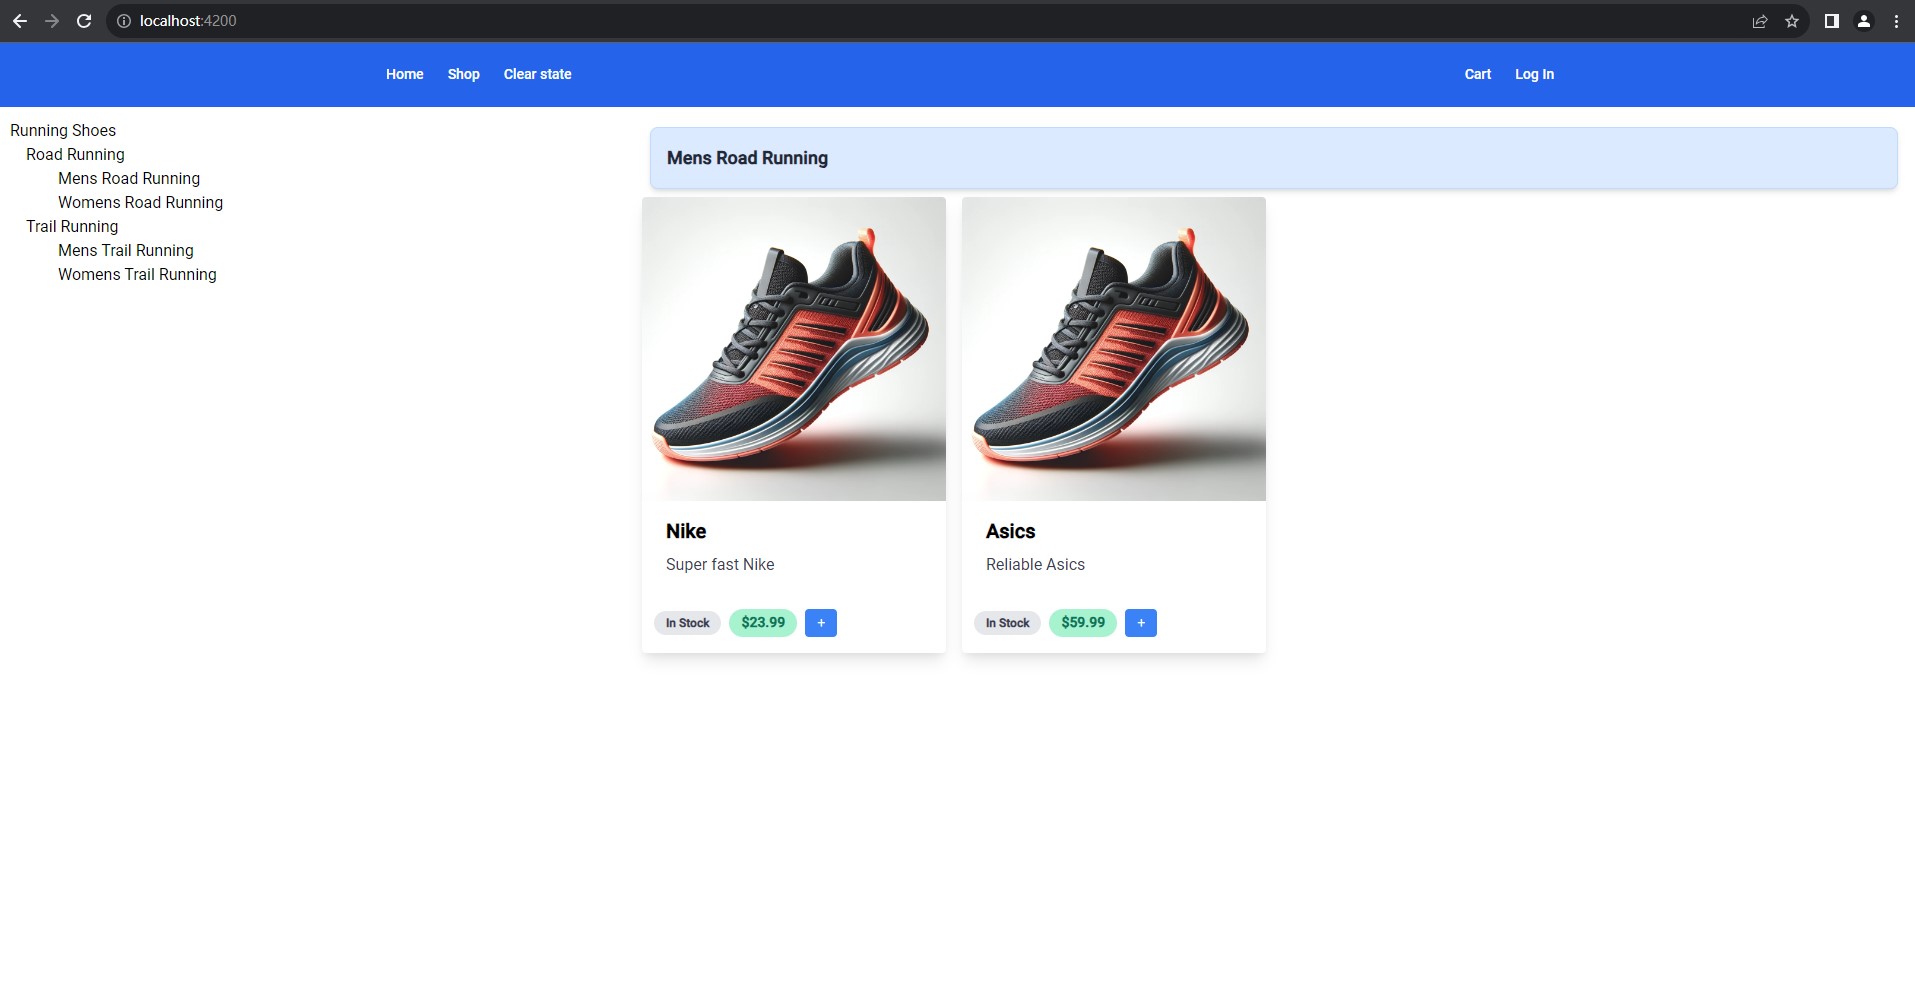 localhost:4200
Home Shop Clear state Cart Log In
Running Shoes
Road Running
Mens Road Running
Womens Road Running
Trail Running
Mens Trail Running
Womens Trail Running
Mens Road Running
Nike
Super fast Nike
In Stock $23.99 +
Asics
Reliable Asics
In Stock $59.99 +